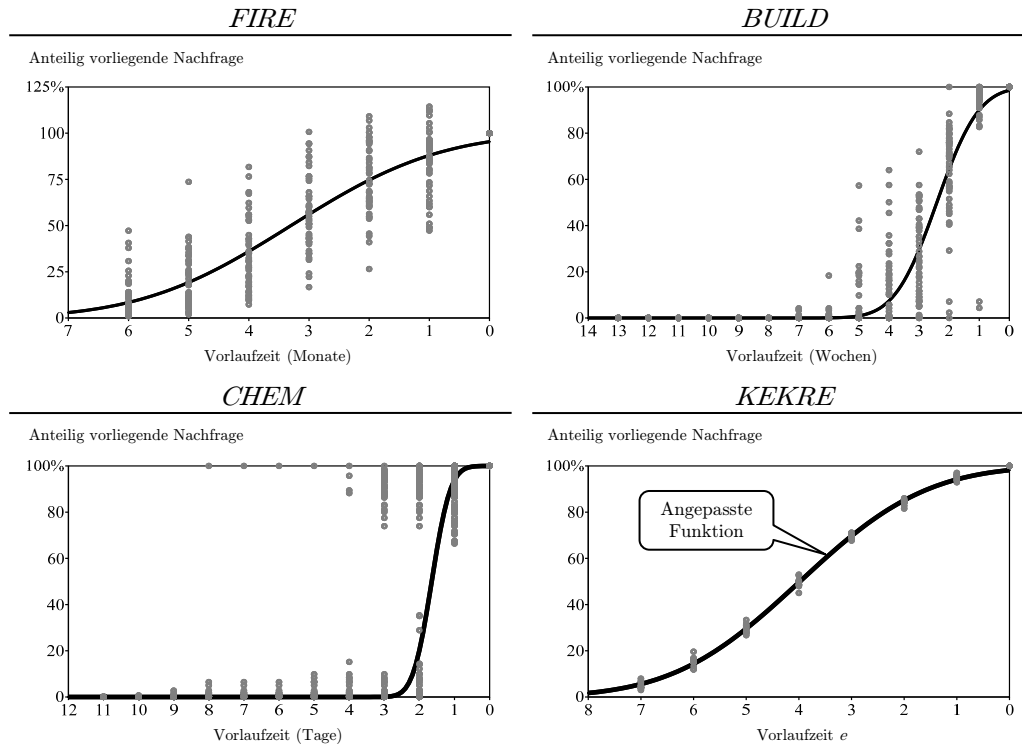 FIRE
Anteilig vorliegende Nachfrage
125%
100
75
50
25
0
7 6 5 4 3 2 1 0
Vorlaufzeit (Monate)
BUILD
Anteilig vorliegende Nachfrage
100%
80
60
40
20
0
14 13 12 11 10 9 8 7 6 5 4 3 2 1 0
Vorlaufzeit (Wochen)
CHEM
Anteilig vorliegende Nachfrage
100%
80
60
40
20
0
12 11 10 9 8 7 6 5 4 3 2 1 0
Vorlaufzeit (Tage)
KEKRE
Anteilig vorliegende Nachfrage
100%
80
60
40
20
0
Angepasste
Funktion
8 7 6 5 4 3 2 1 0
Vorlaufzeit e